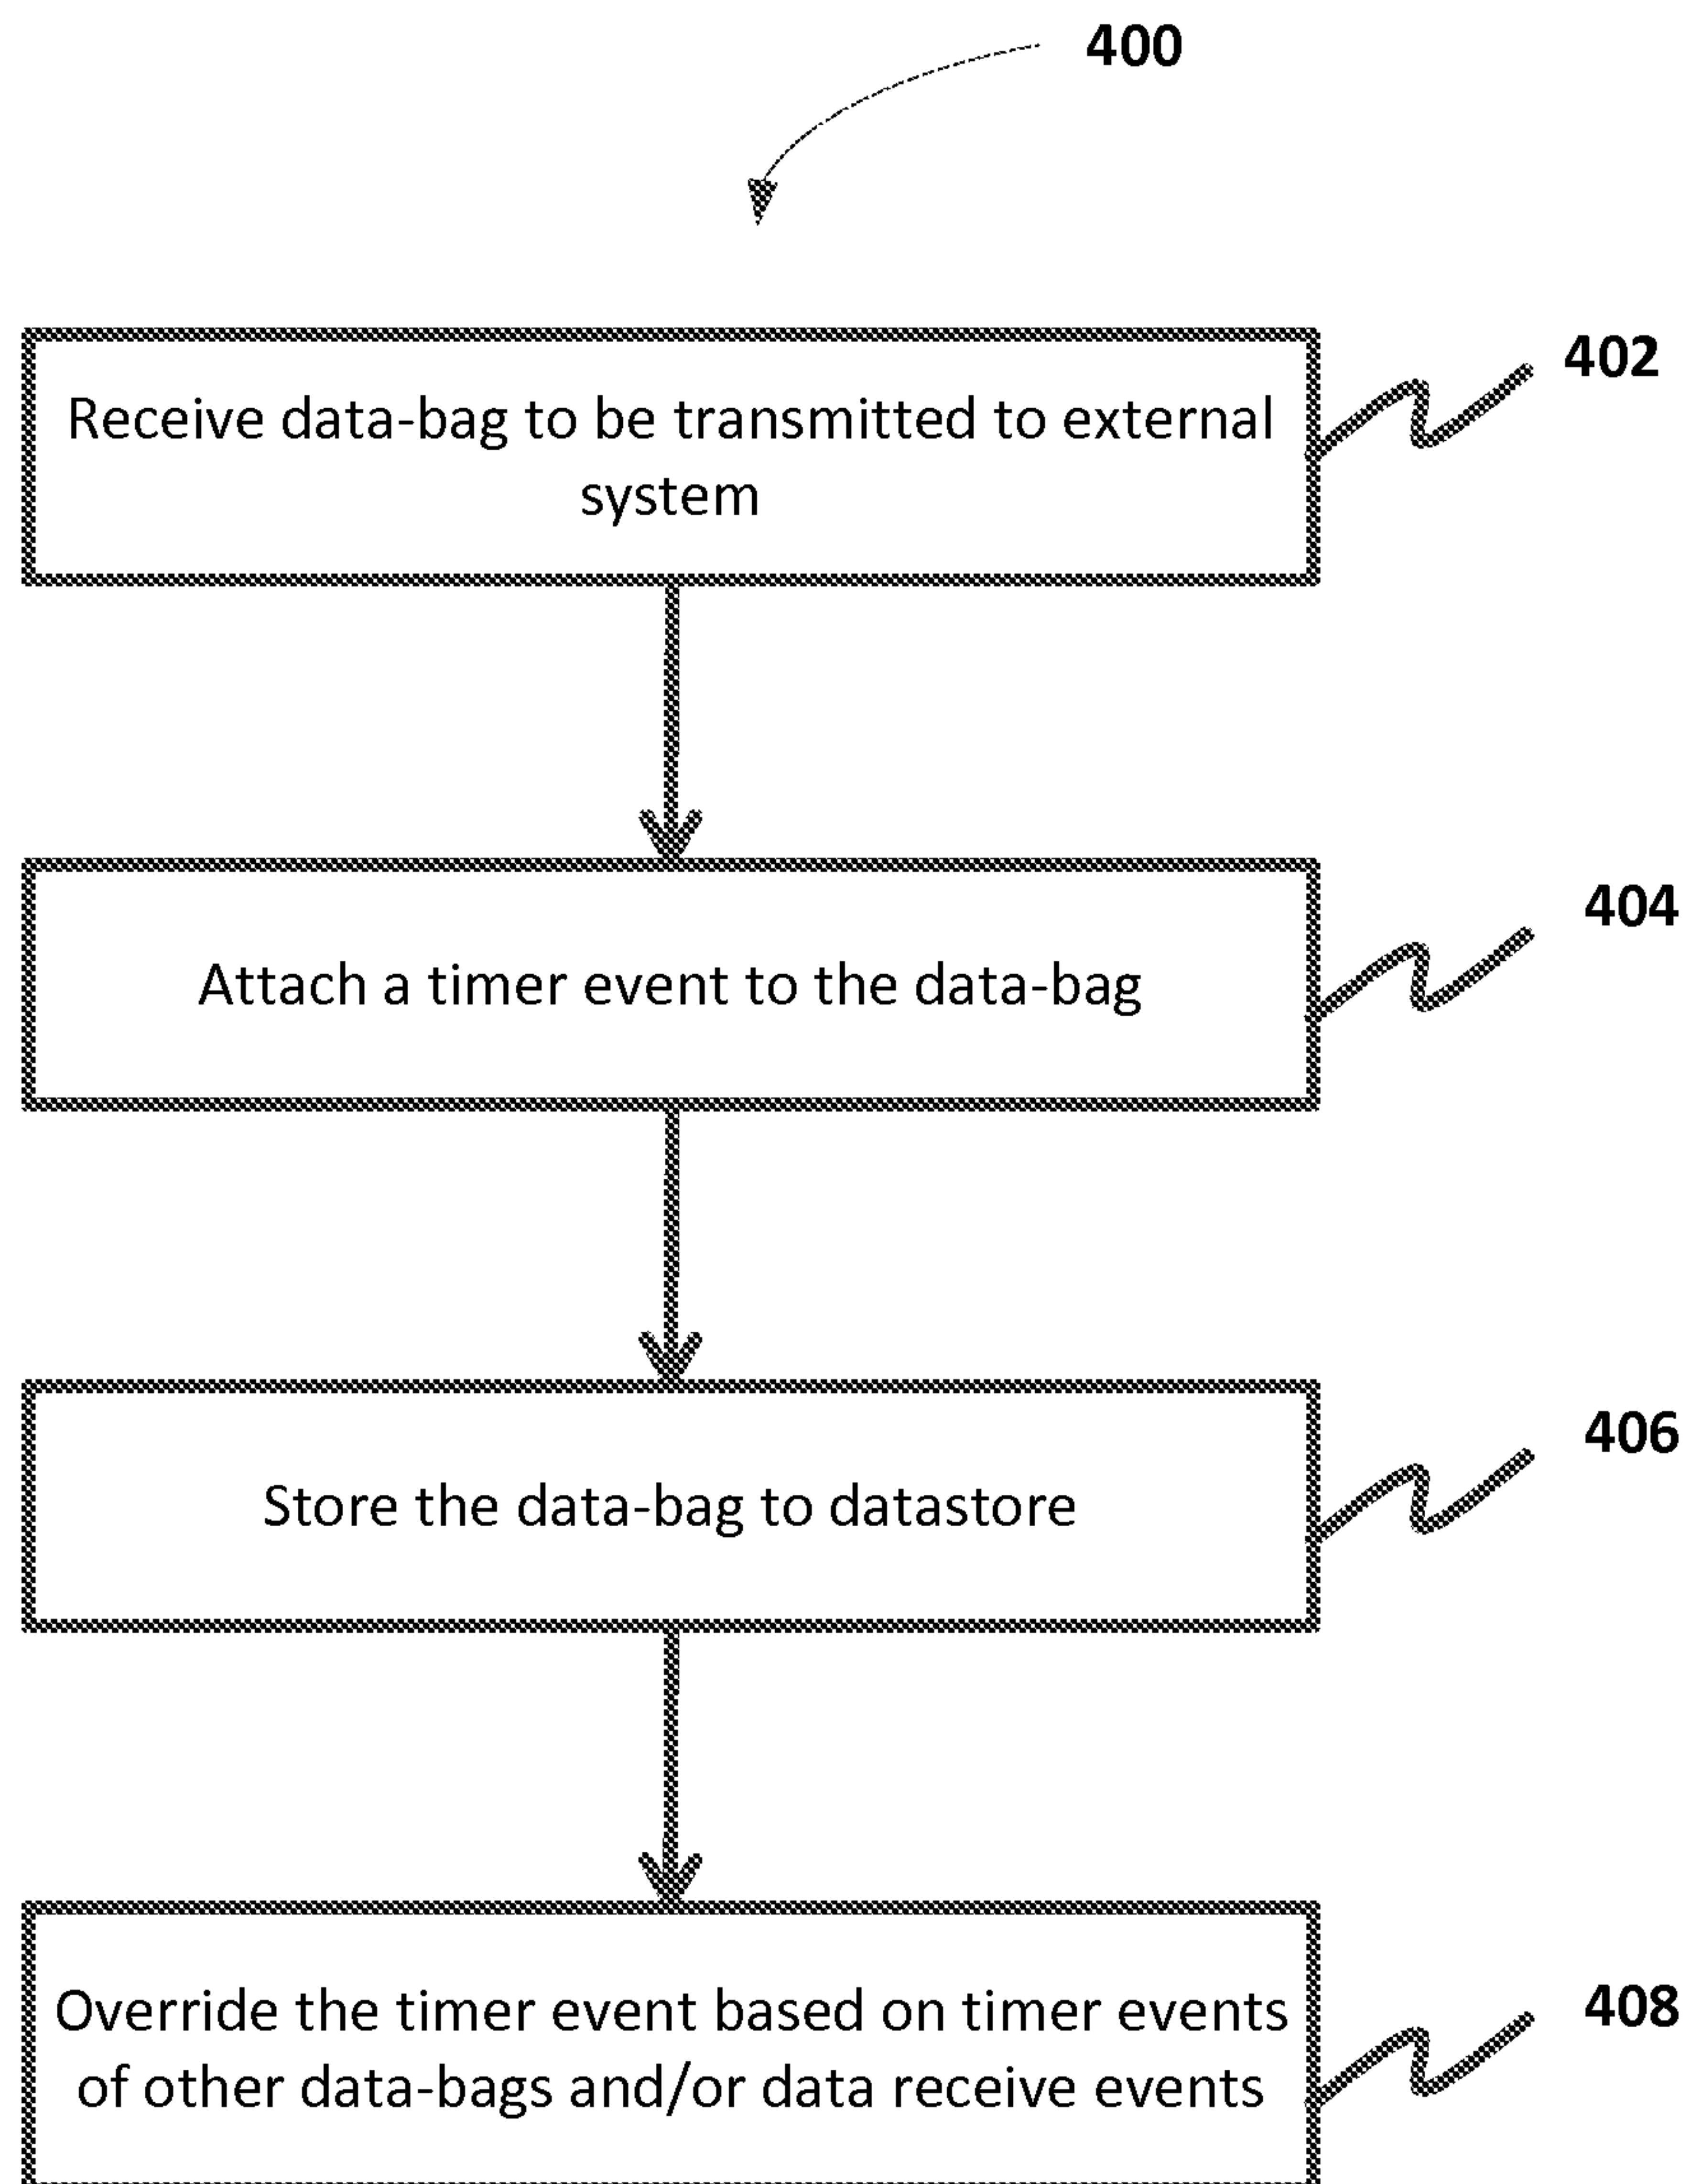 400
402
Receive data-bag to be transmitted to external
system
404
Attach a timer event to the data-bag
406
Store the data-bag to datastore
408
Override the timer event based on timer events
of other data-bags and/or data receive events